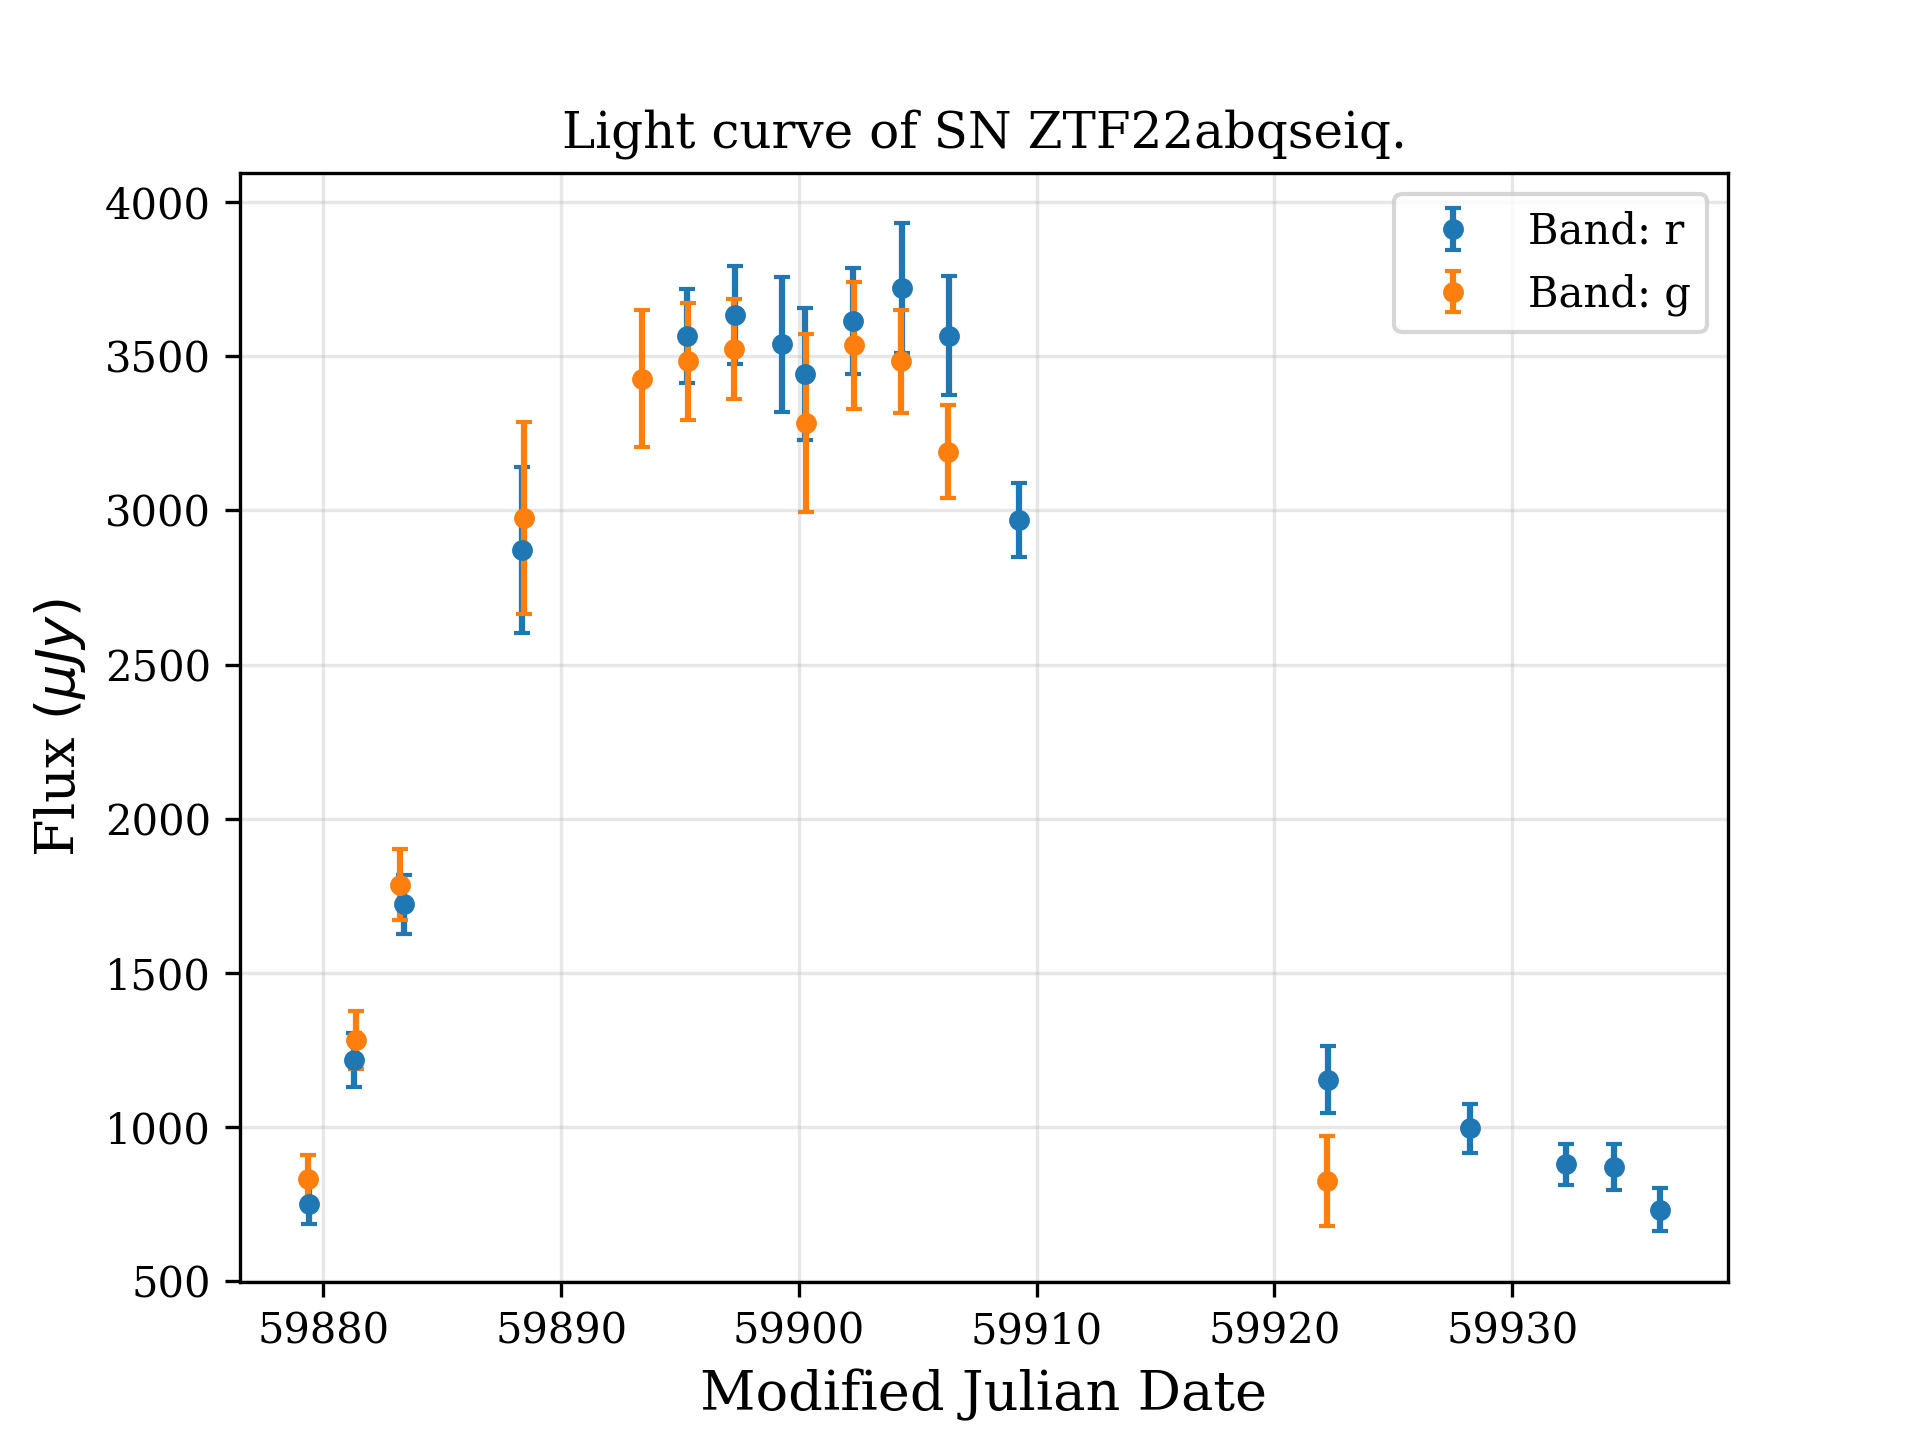 Light curve of SN ZTF22abqseiq.
4000
3500
3000
2500
2000
1500
1000
500
Flux (μJy)
Band: r
Band: g
59880 59890 59900 59910 59920 59930
Modified Julian Date